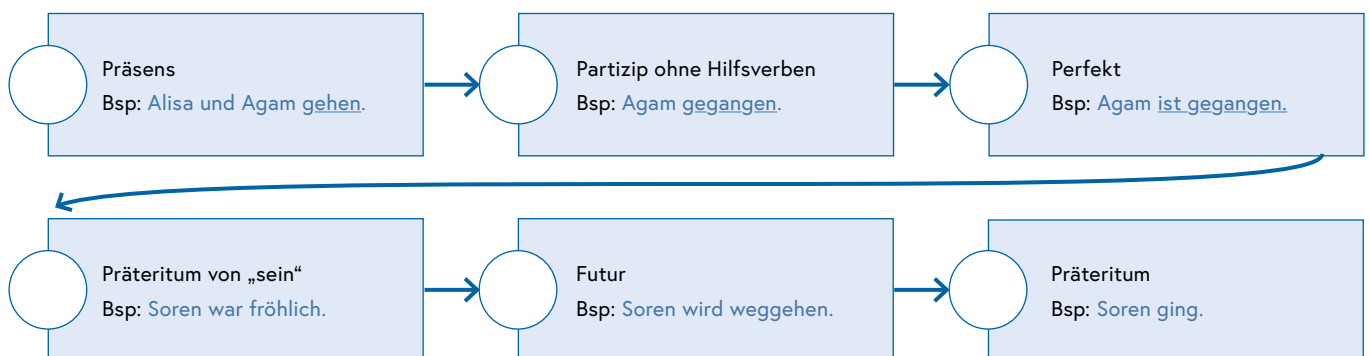 Präsens
Bsp: Alisa und Agam gehen.
Partizip ohne Hilfsverben
Bsp: Agam gegangen.
Perfekt
Bsp: Agam ist gegangen.
Präteritum von „sein“
Bsp: Soren war fröhlich.
Futur
Bsp: Soren wird weggehen.
Präteritum
Bsp: Soren ging.